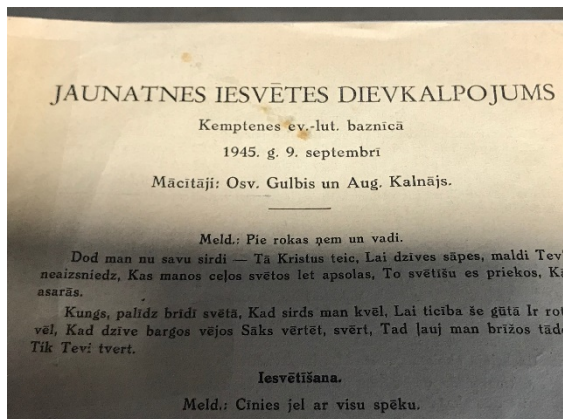 JAUNATNES IESVĒTES DIEVKALPOJUMS
Kemptenes ev.-lut. baznīcā
1945. g. 9. septembrī
Mācītāji: Osv. Gulbis un Aug. Kalnājs.
Meld.: Pie rokas ņem un vadi.
Dod man nu savu sirdi — Tā Kristus teic, Lai dzīves sāpes, maldi Tev
neaizsniedz, Kas manos ceļos svētos Iet apsolas, To svētīšu es priekos,
asarās.
Kungs, palīdz brīdī svētā, Kad sirds man kvēl, Lai ticība še gūtā Ir
vēl, Kad dzīve bargos vējos Sāks vērtēt, svērt, Tad ļauj man brīžos
Tik Tevi tvert.
Iesvētīšana.
Meld.: Cīnies jel ar visu spēku.